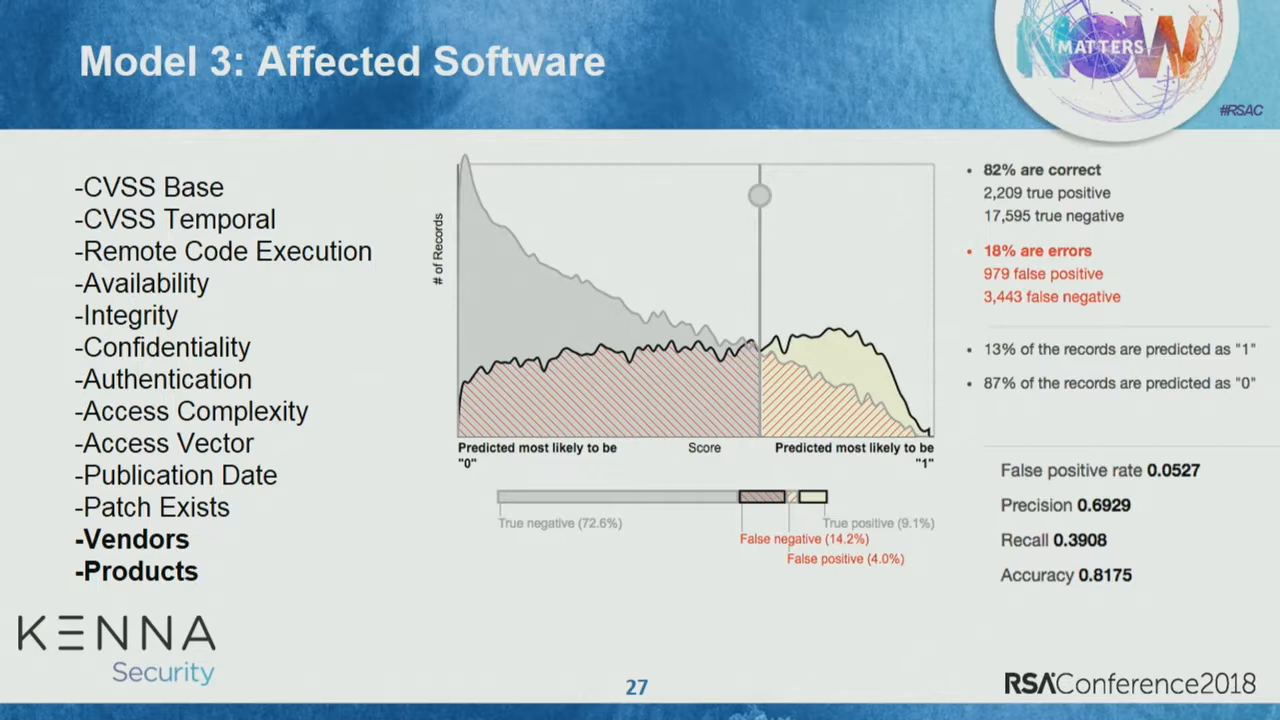 Model 3: Affected Software
NOW
MATTERS
#RSAC
-CVSS Base
-CVSS Temporal
-Remote Code Execution
-Availability
-Integrity
-Confidentiality
-Authentication
-Access Complexity
-Access Vector
-Publication Date
-Patch Exists
-Vendors
-Products
# of Records
Predicted most likely to be
"0"
Score
Predicted most likely to be
"1"
True negative (72.6%)
True positive (9.1%)
False negative (14.2%)
False positive (4.0%)
• 82% are correct
2,209 true positive
17,595 true negative
• 18% are errors
979 false positive
3,443 false negative
• 13% of the records are predicted as "1"
• 87% of the records are predicted as "0"
False positive rate 0.0527
Precision 0.6929
Recall 0.3908
Accuracy 0.8175
KENNA
Security
27
RSAConference2018